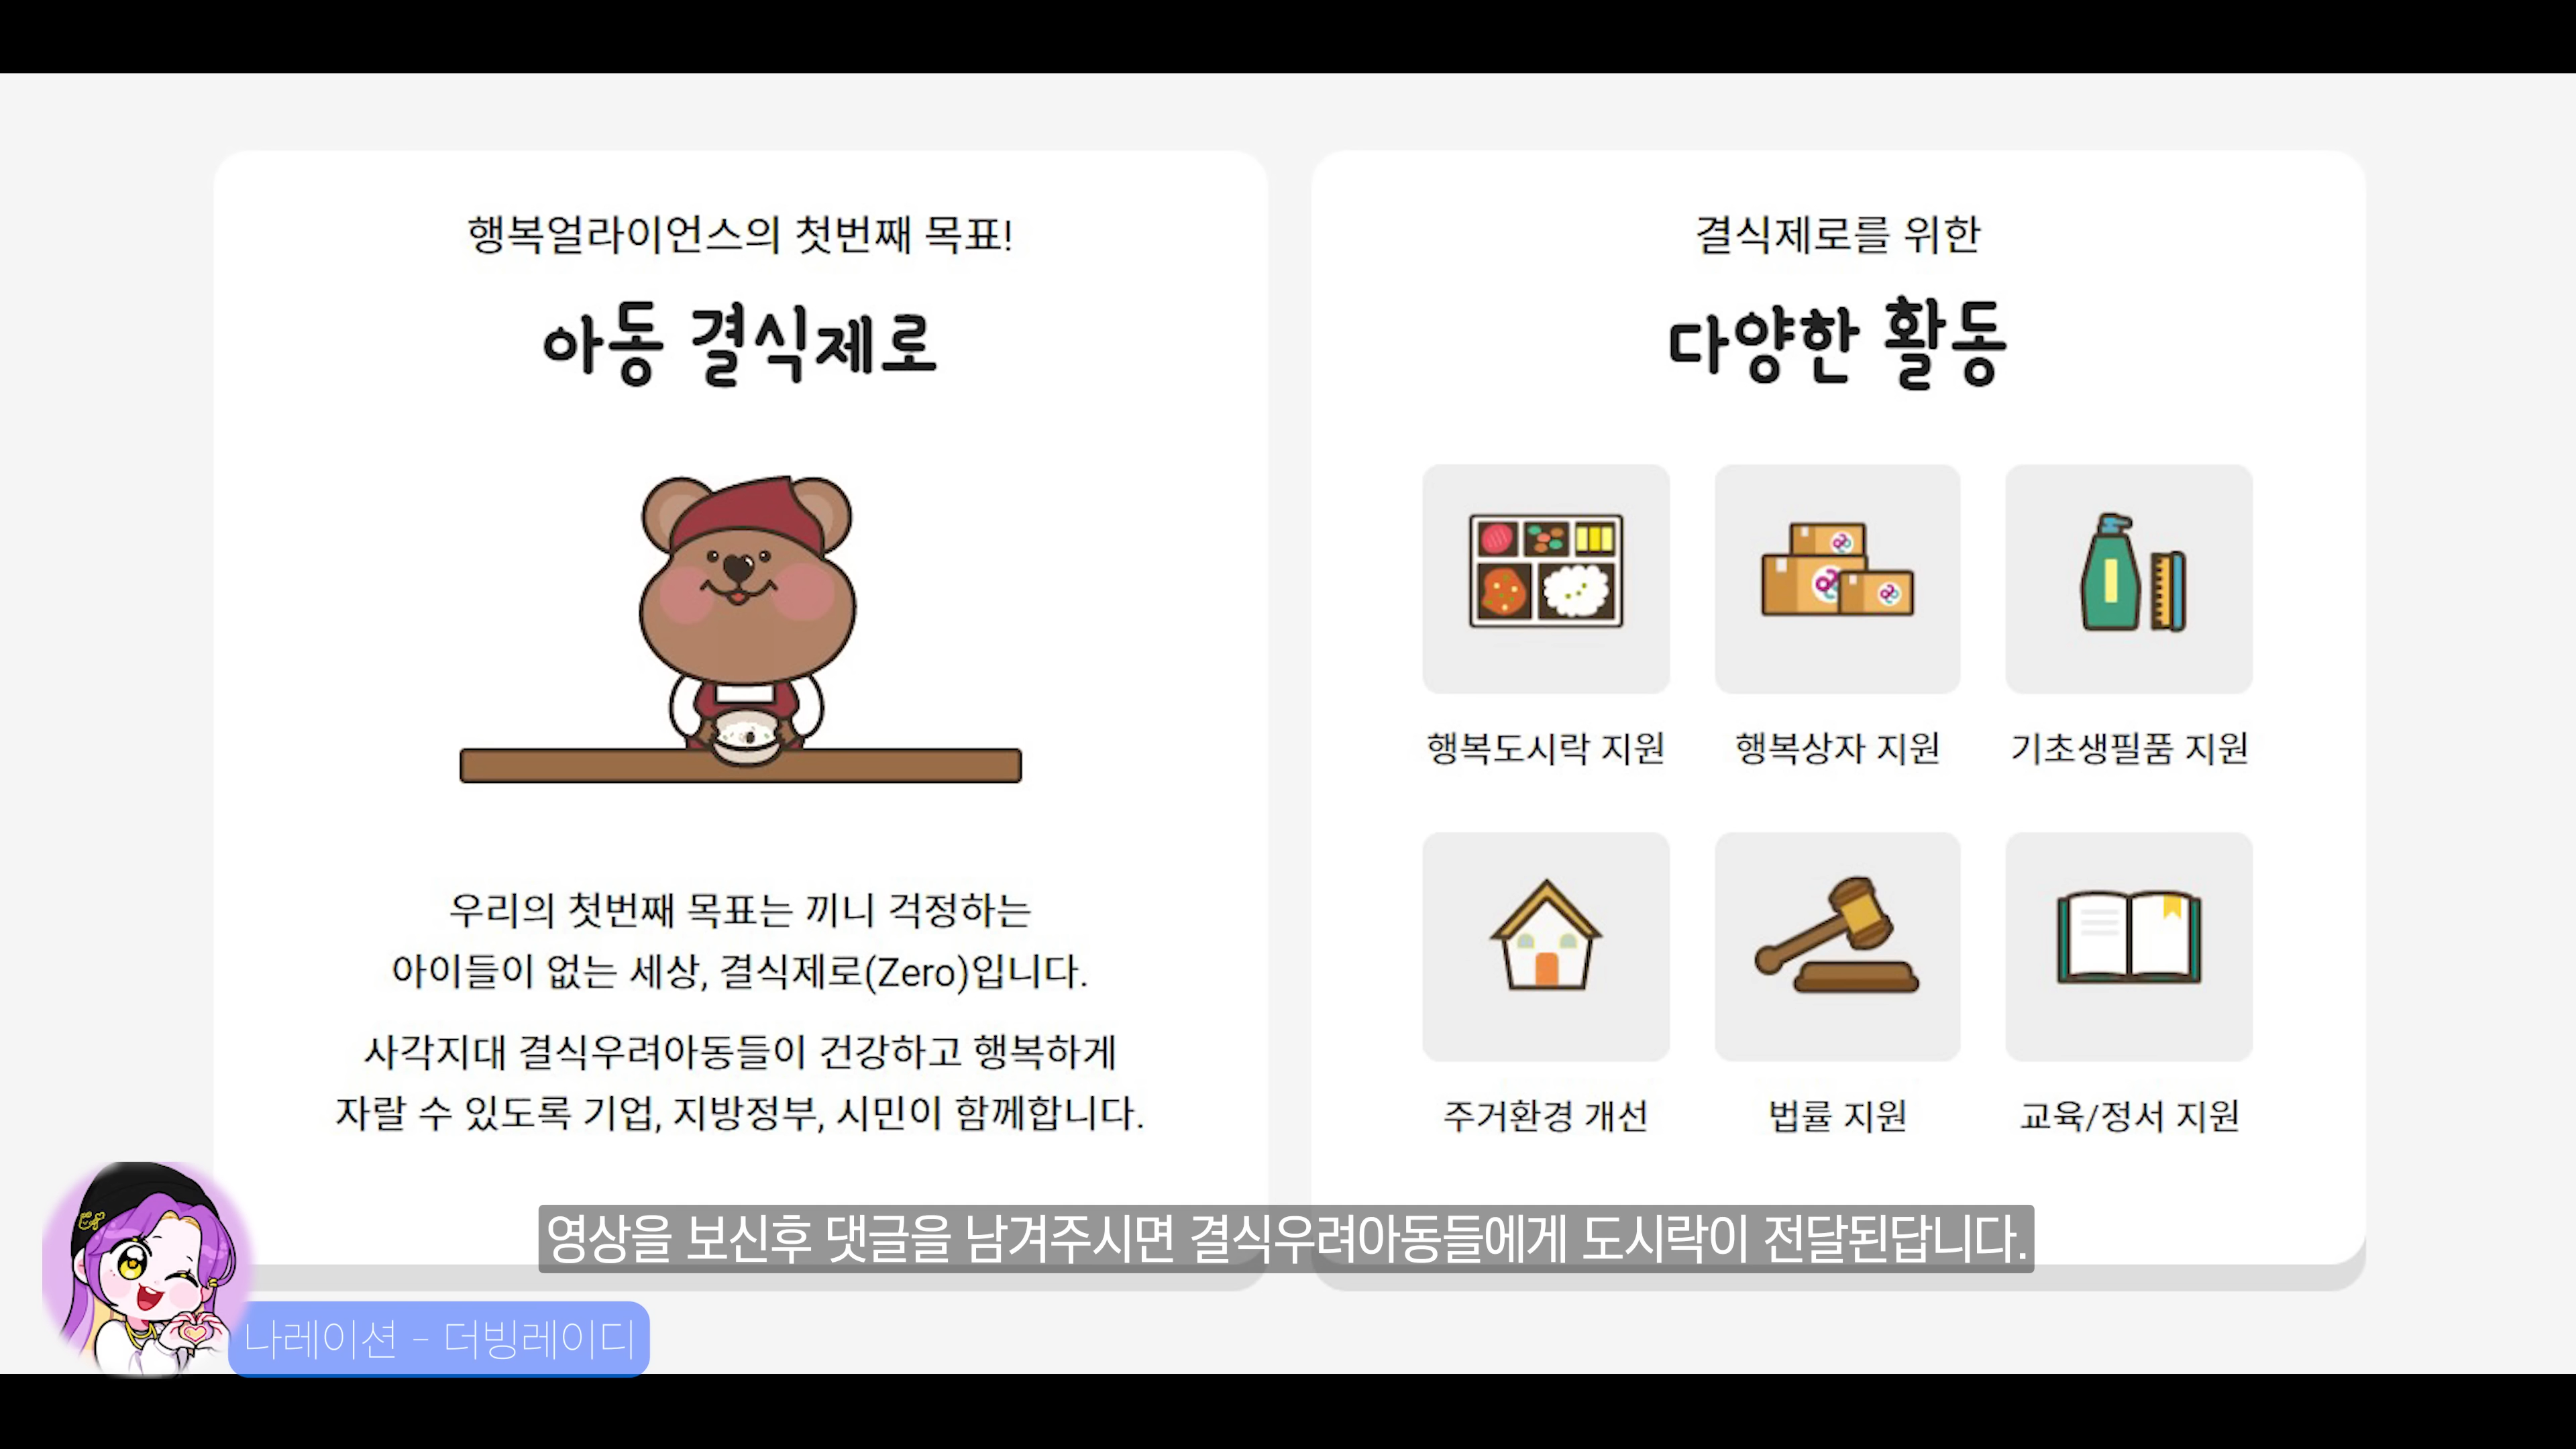 행복얼라이언스의 첫번째 목표!
아동 결식제로
우리의 첫번째 목표는 끼니 걱정하는
아이들이 없는 세상, 결식제로(Zero)입니다.
사각지대 결식우려아동들이 건강하고 행복하게
자랄 수 있도록 기업, 지방정부, 시민이 함께합니다.
결식제로를 위한
다양한 활동
행복도시락 지원
행복상자 지원
기초생필품 지원
주거환경 개선
법률 지원
교육/정서 지원
영상을 보신후 댓글을 남겨주시면 결식우려아동들에게 도시락이 전달된답니다.
나레이션 - 더빙레이디